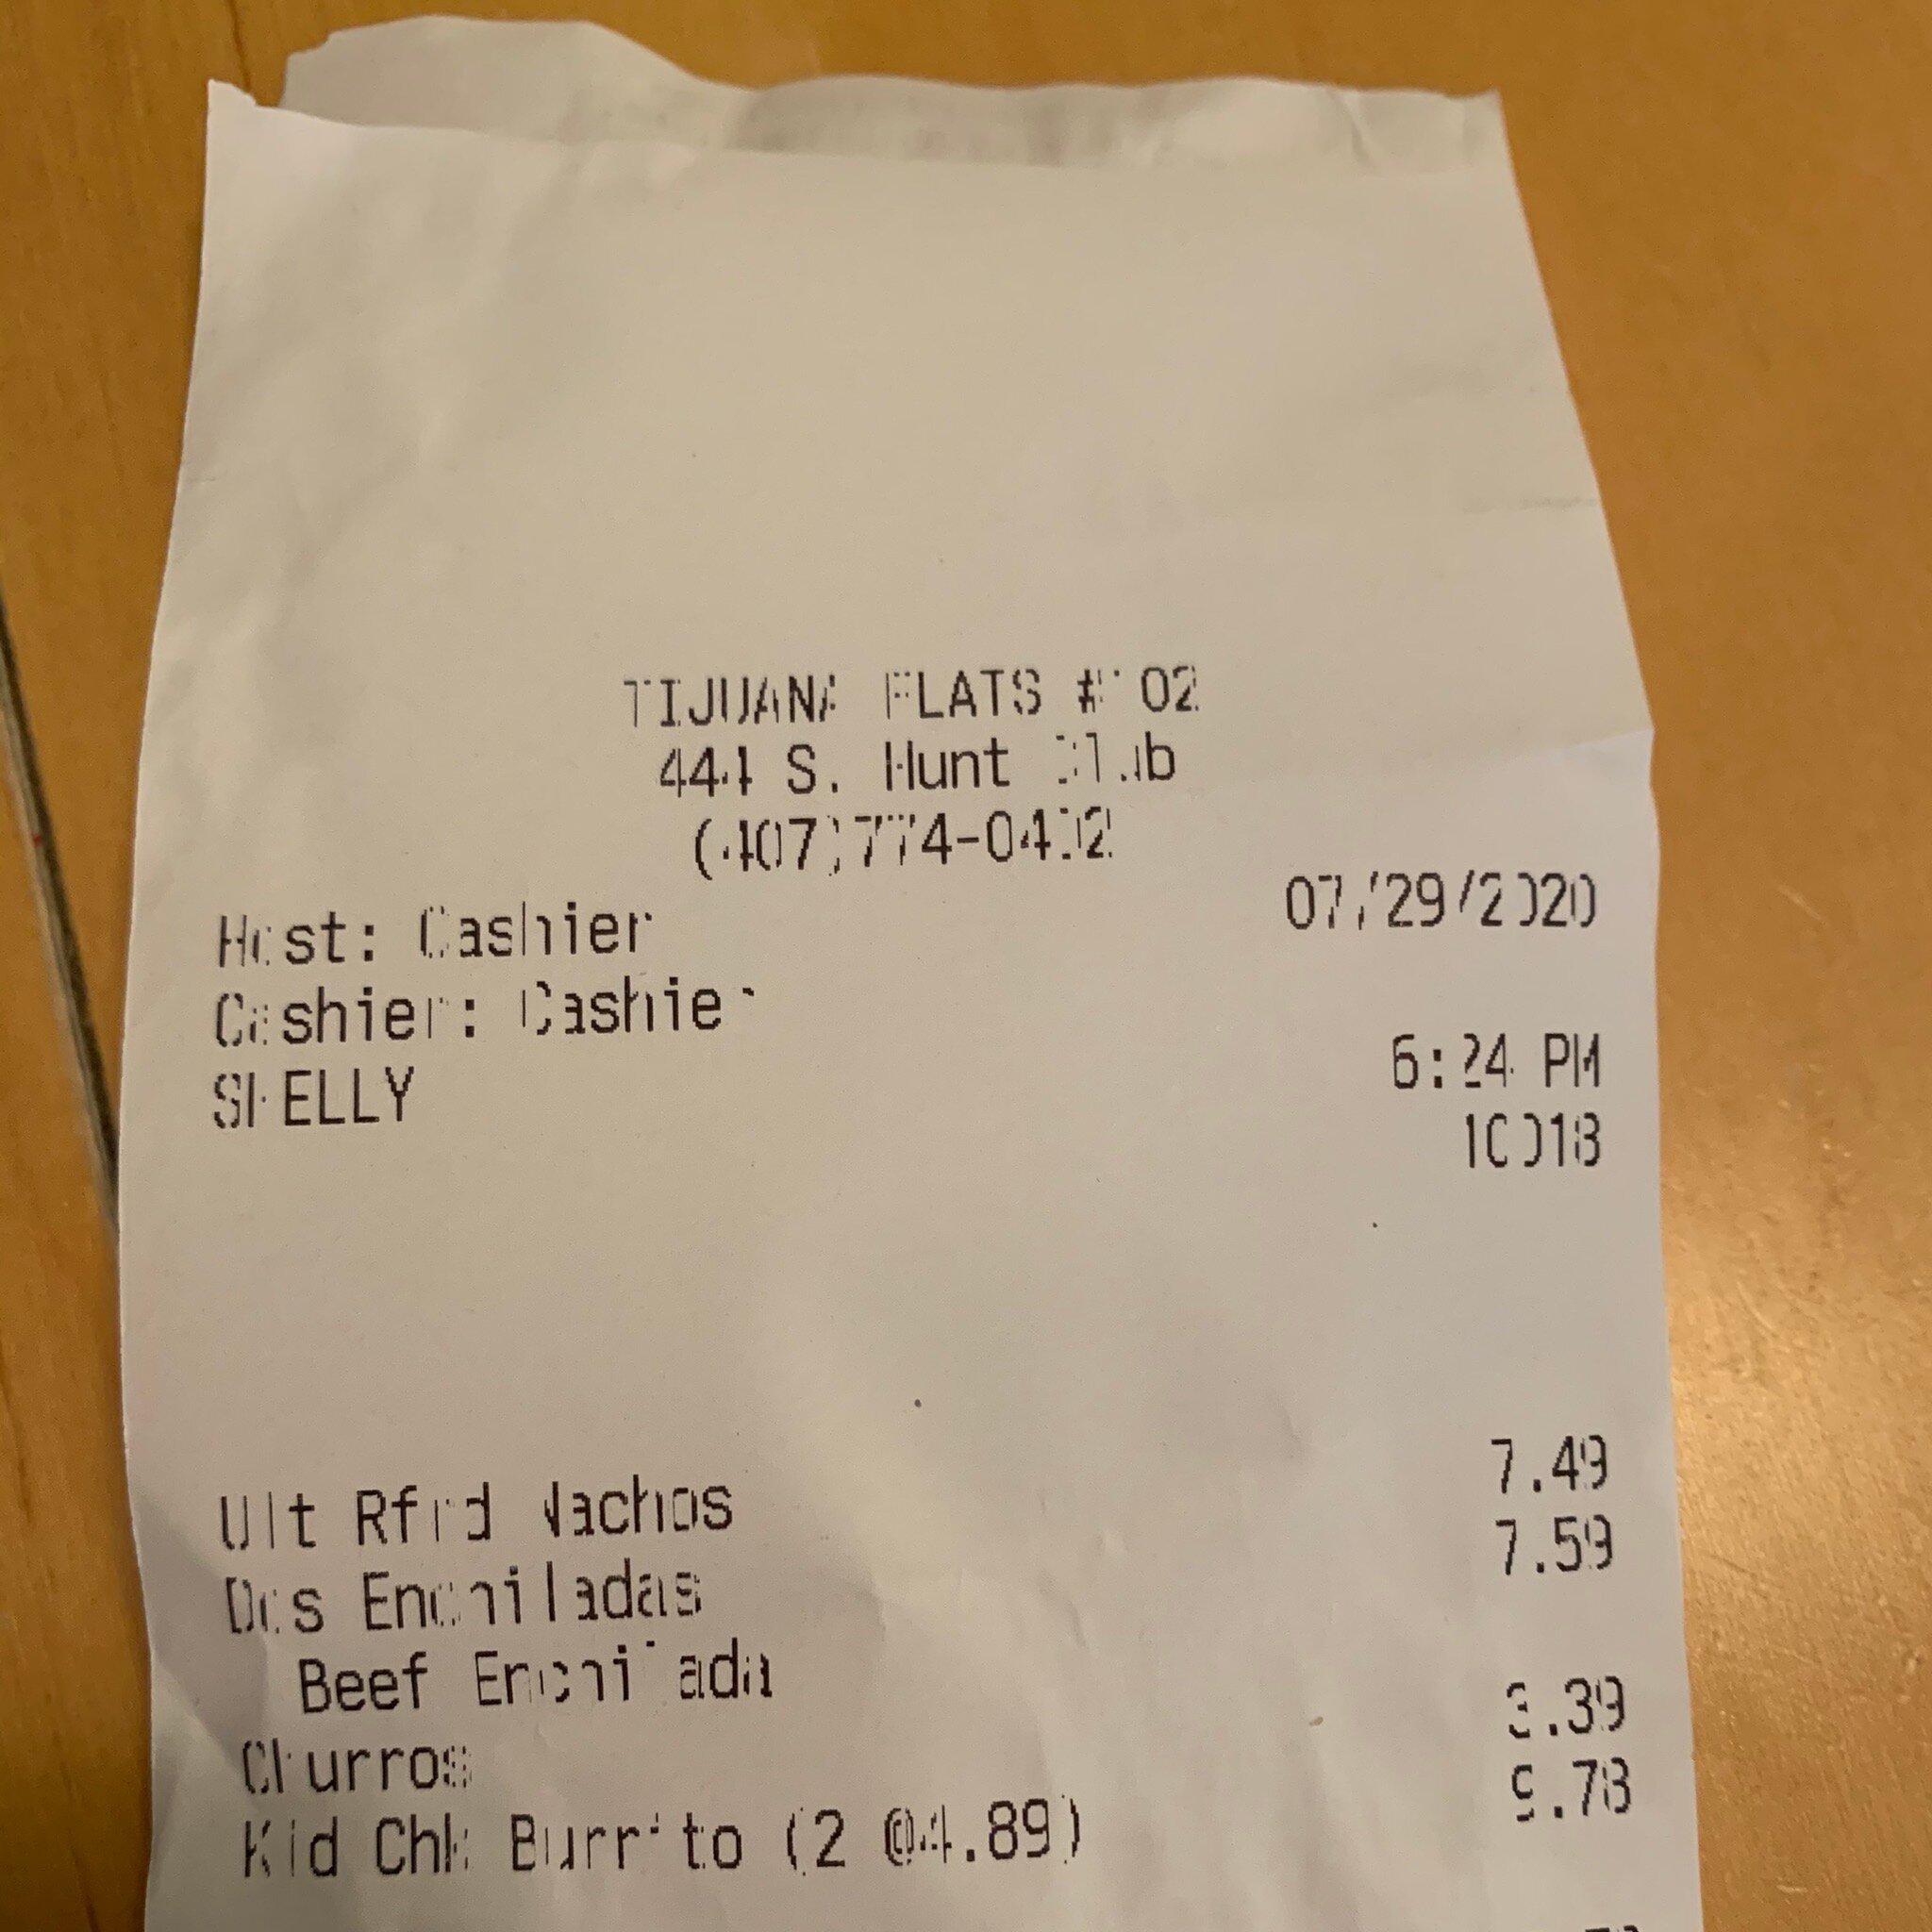 TIJUANA FLATS #102
444 S. Hunt Club
(407)774-0402
07/29/2020
Host: Cashier
Cashier: Cashier
6:24 PM
SHELLY
10018
Ult Rfrd Nachos 7.49
Dos Enchiladas 7.59
Beef Enchilada
Churros 3.39
Kid Chk Burrito (2 @4.89) 9.78